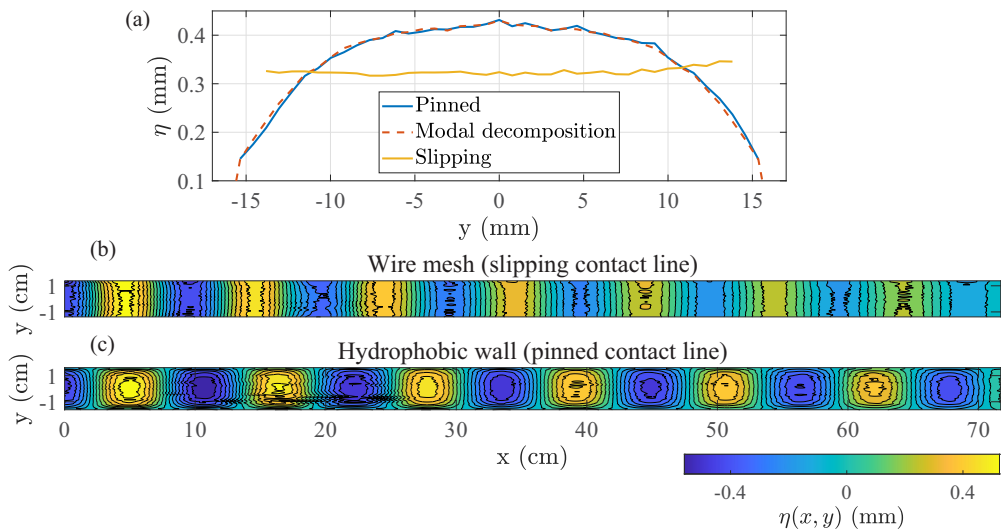 (a)
η (mm)
0.4
0.3
0.2
0.1
Pinned
Modal decomposition
Slipping
-15 -10 -5 0 5 10 15
y (mm)
(b)
Wire mesh (slipping contact line)
y (cm)
1
-1
(c)
Hydrophobic wall (pinned contact line)
y (cm)
1
-1
0 10 20 30 40 50 60 70
x (cm)
-0.4 0 0.4
η(x, y) (mm)